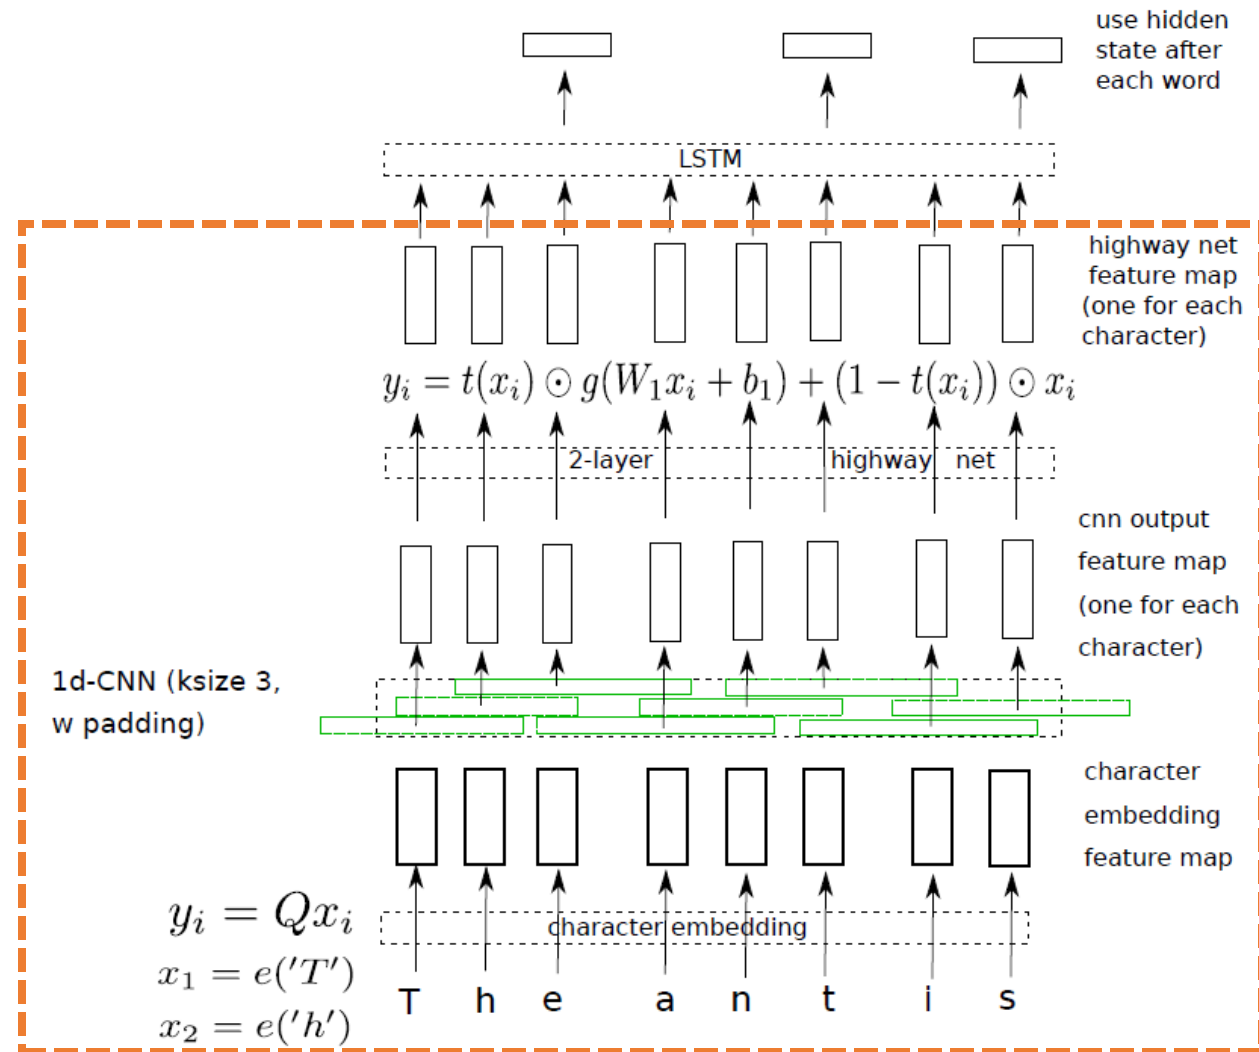 use hidden
state after
each word
LSTM
highway net
feature map
(one for each
character)
y_i = t(x_i) ⊙ g(W_1x_i + b_1) + (1 − t(x_i)) ⊙ x_i
2-layer highway net
cnn output
feature map
(one for each
character)
1d-CNN (ksize 3,
w padding)
character
embedding
feature map
y_i = Qx_i
character embedding
x_1 = e('T')
x_2 = e('h')
T h e a n t i s